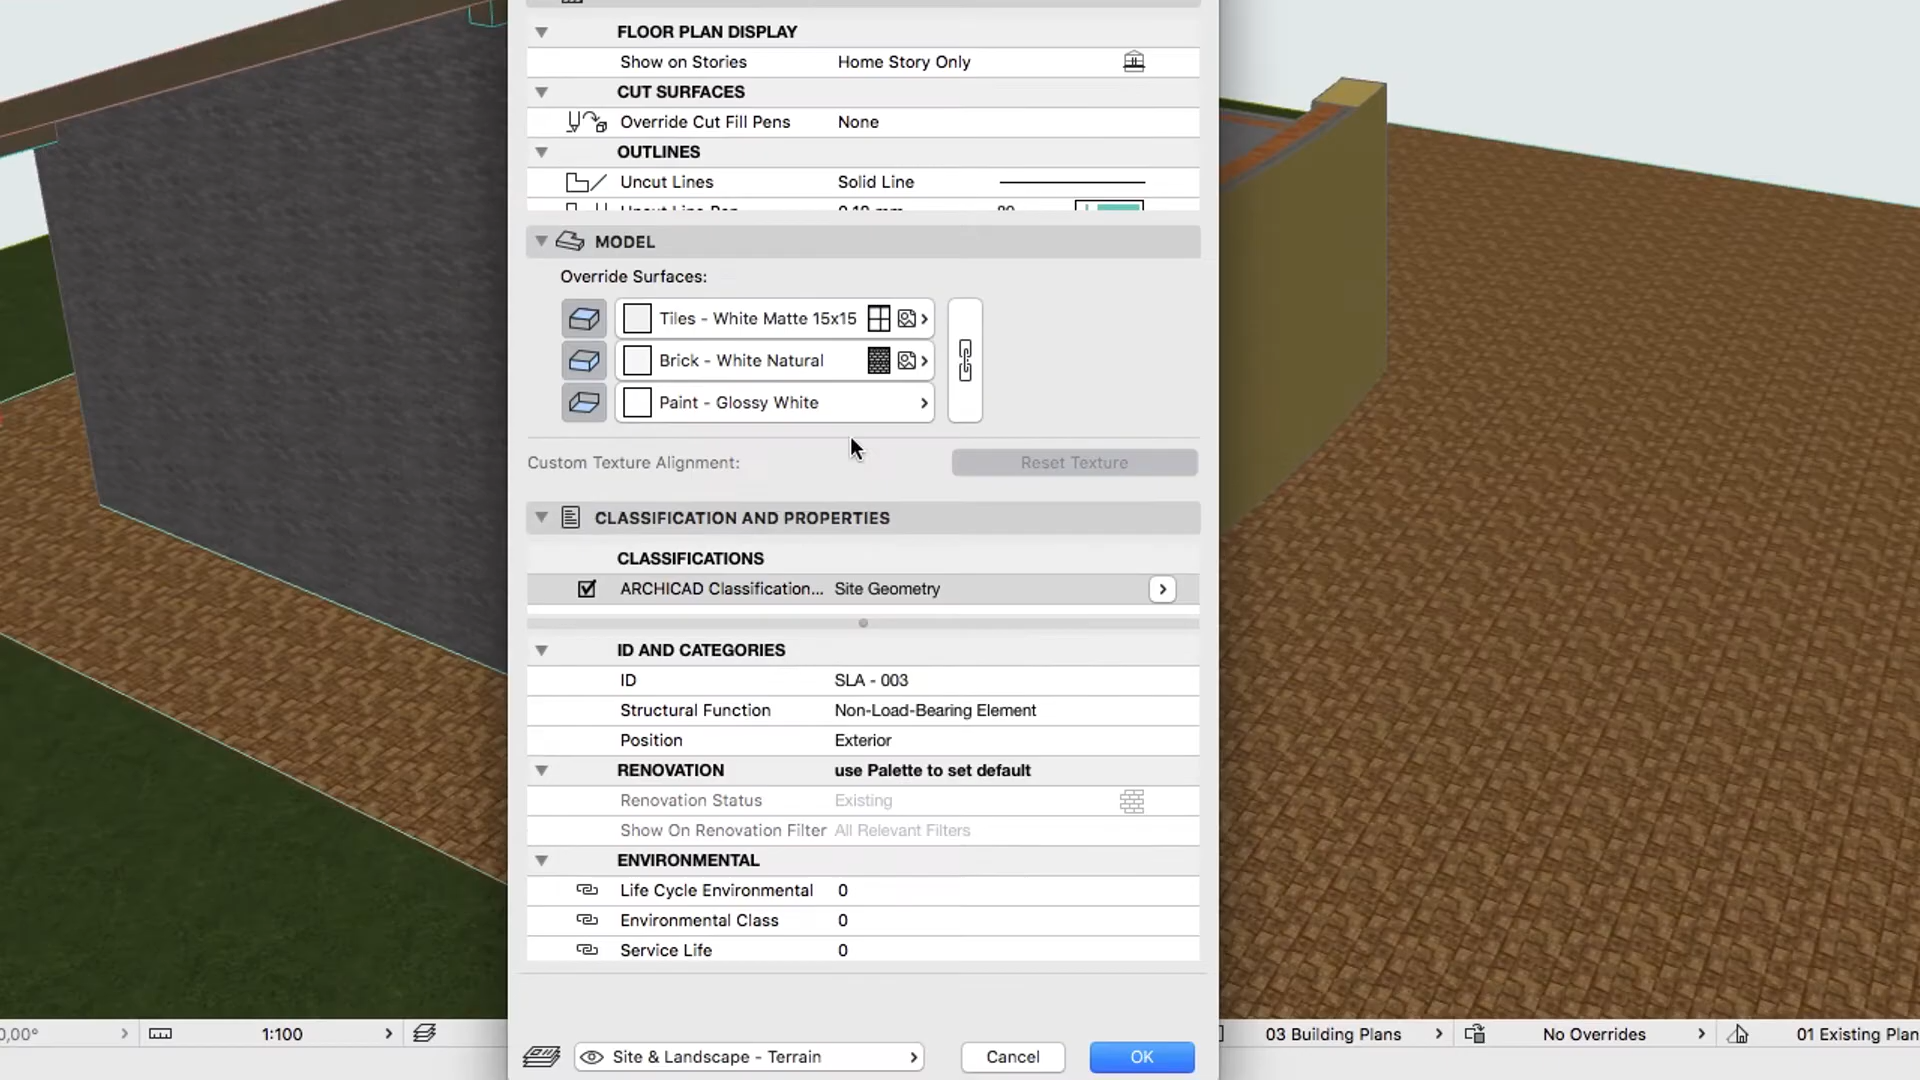 FLOOR PLAN DISPLAY
Show on Stories Home Story Only
CUT SURFACES
Override Cut Fill Pens None
OUTLINES
Uncut Lines Solid Line
MODEL
Override Surfaces:
Tiles - White Matte 15x15
Brick - White Natural
Paint - Glossy White
Custom Texture Alignment: Reset Texture
CLASSIFICATION AND PROPERTIES
CLASSIFICATIONS
ARCHICAD Classification... Site Geometry
ID AND CATEGORIES
ID SLA - 003
Structural Function Non-Load-Bearing Element
Position Exterior
RENOVATION use Palette to set default
Renovation Status Existing
Show On Renovation Filter All Relevant Filters
ENVIRONMENTAL
Life Cycle Environmental 0
Environmental Class 0
Service Life 0
0,00° 1:100 03 Building Plans No Overrides 01 Existing Plan
Site & Landscape - Terrain Cancel OK